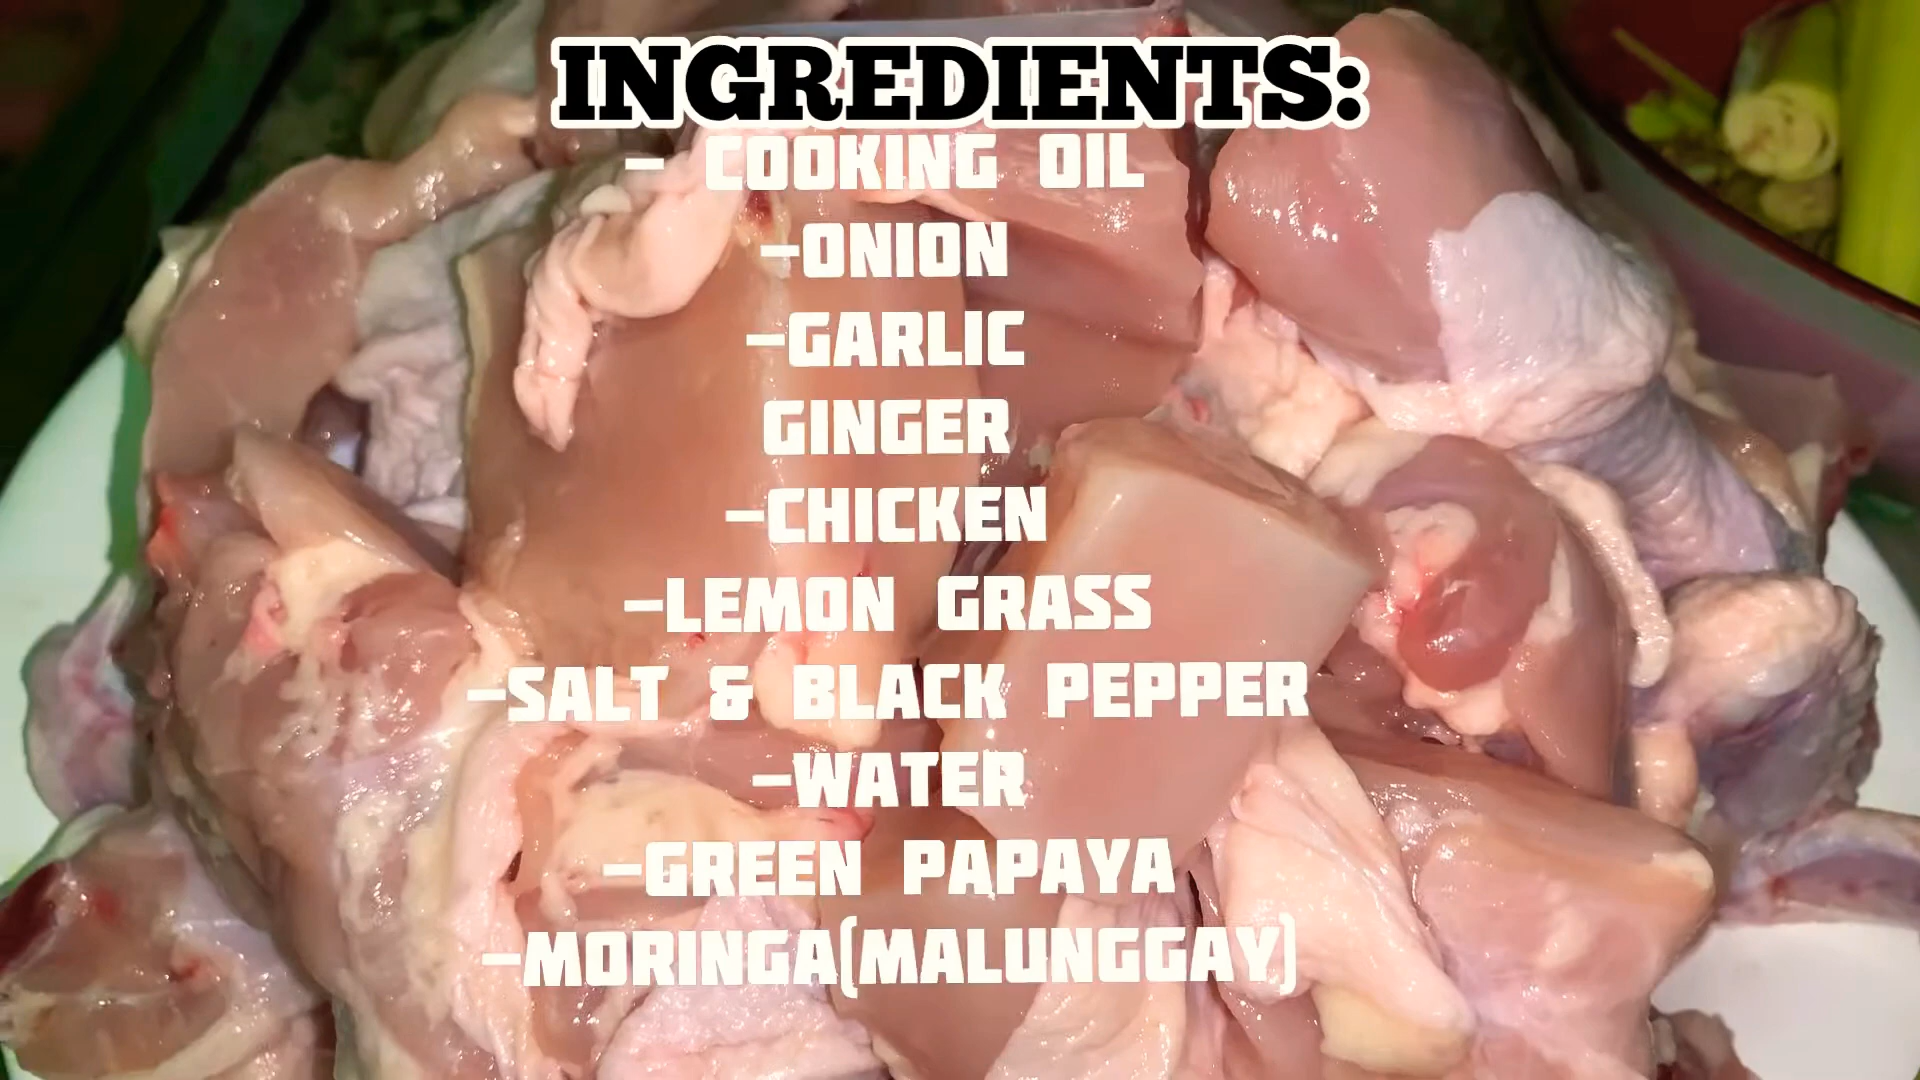 INGREDIENTS:
- COOKING OIL
-ONION
-GARLIC
GINGER
-CHICKEN
-LEMON GRASS
-SALT & BLACK PEPPER
-WATER
-GREEN PAPAYA
-MORINGA(MALUNGGAY)